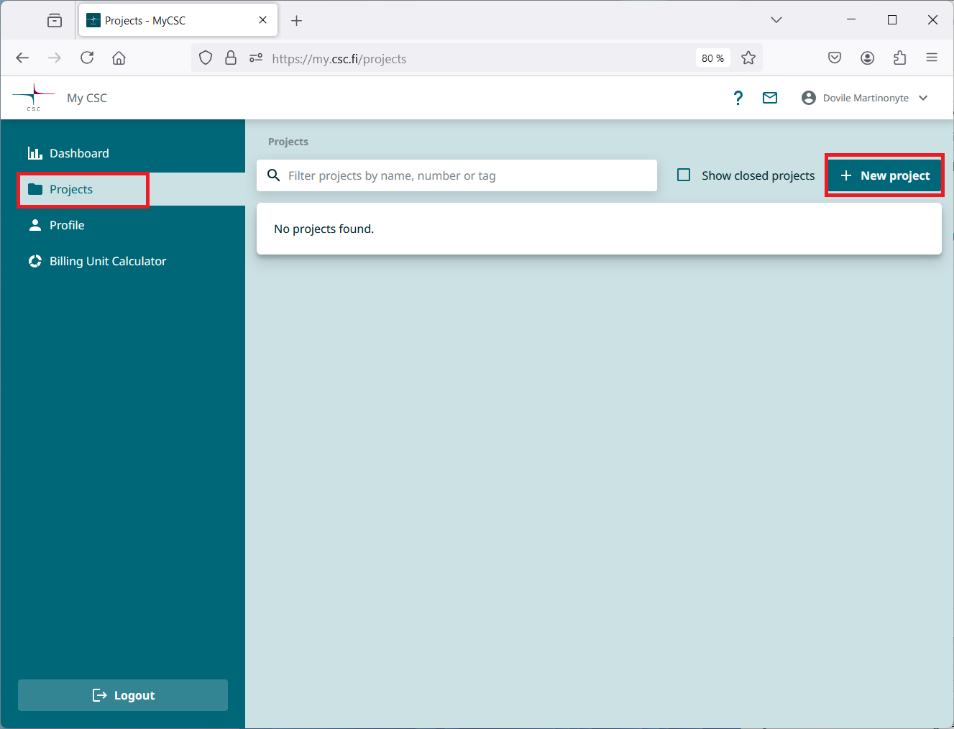 Projects - MyCSC
https://my.csc.fi/projects
80 %
CSC
My CSC
?
Dovile Martinonyte
Dashboard
Projects
Profile
Billing Unit Calculator
Logout
Projects
Filter projects by name, number or tag
Show closed projects
+ New project
No projects found.